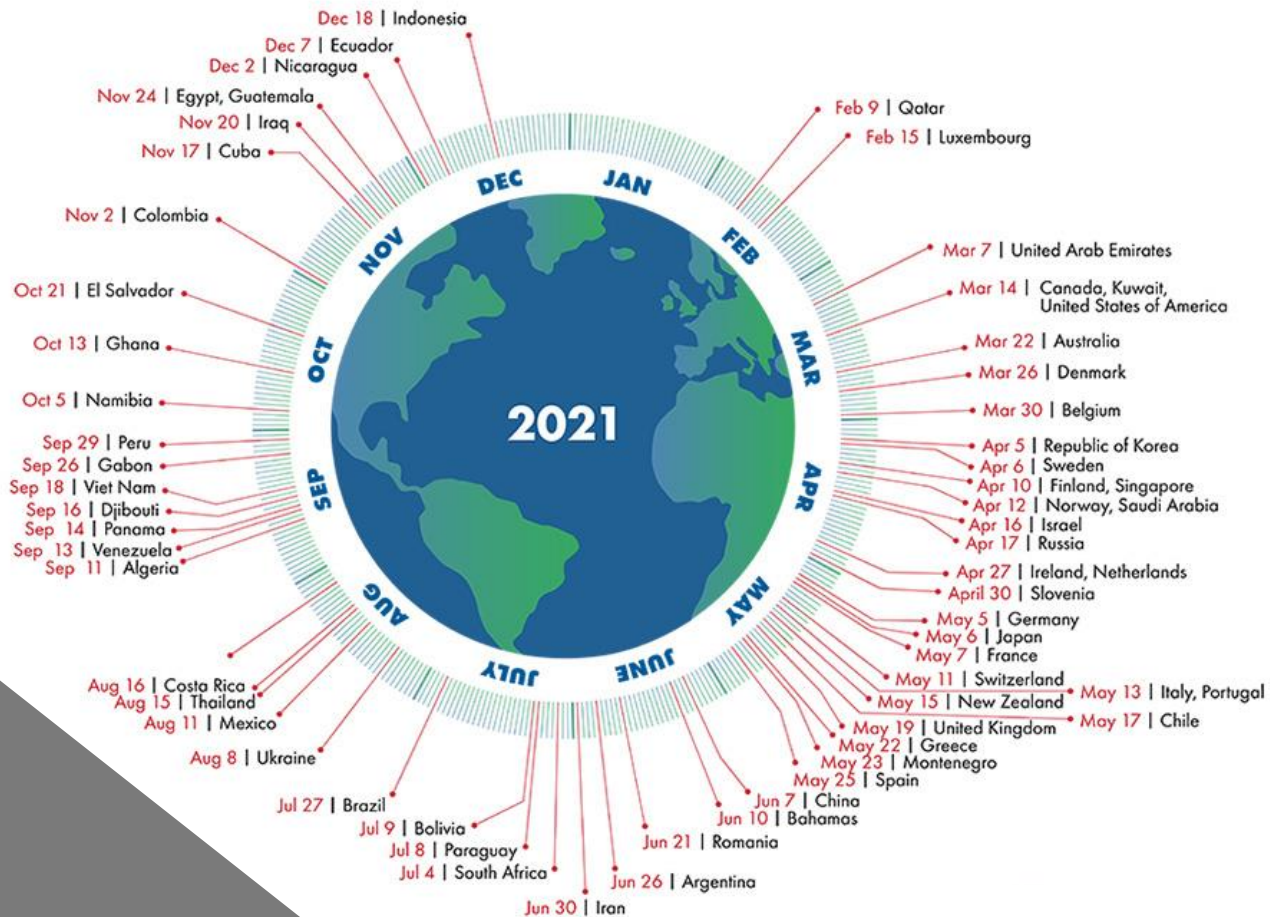 Dec 18 | Indonesia
Dec 7 | Ecuador
Dec 2 | Nicaragua
Nov 24 | Egypt, Guatemala
Nov 20 | Iraq
Nov 17 | Cuba
Nov 2 | Colombia
Oct 21 | El Salvador
Oct 13 | Ghana
Oct 5 | Namibia
Sep 29 | Peru
Sep 26 | Gabon
Sep 18 | Viet Nam
Sep 16 | Djibouti
Sep 14 | Panama
Sep 13 | Venezuela
Sep 11 | Algeria
Aug 16 | Costa Rica
Aug 15 | Thailand
Aug 11 | Mexico
Aug 8 | Ukraine
Jul 27 | Brazil
Jul 9 | Bolivia
Jul 8 | Paraguay
Jul 4 | South Africa
Feb 9 | Qatar
Feb 15 | Luxembourg
Mar 7 | United Arab Emirates
Mar 14 | Canada, Kuwait,
United States of America
Mar 22 | Australia
Mar 26 | Denmark
Mar 30 | Belgium
Apr 5 | Republic of Korea
Apr 6 | Sweden
Apr 10 | Finland, Singapore
Apr 12 | Norway, Saudi Arabia
Apr 16 | Israel
Apr 17 | Russia
Apr 27 | Ireland, Netherlands
April 30 | Slovenia
May 5 | Germany
May 6 | Japan
May 7 | France
May 11 | Switzerland
May 13 | Italy, Portugal
May 15 | New Zealand
May 17 | Chile
May 19 | United Kingdom
May 22 | Greece
May 23 | Montenegro
May 25 | Spain
Jun 7 | China
Jun 10 | Bahamas
Jun 21 | Romania
Jun 26 | Argentina
Jun 30 | Iran
JAN
FEB
MAR
APR
MAY
JUNE
JULY
AUG
SEP
OCT
NOV
DEC
2021